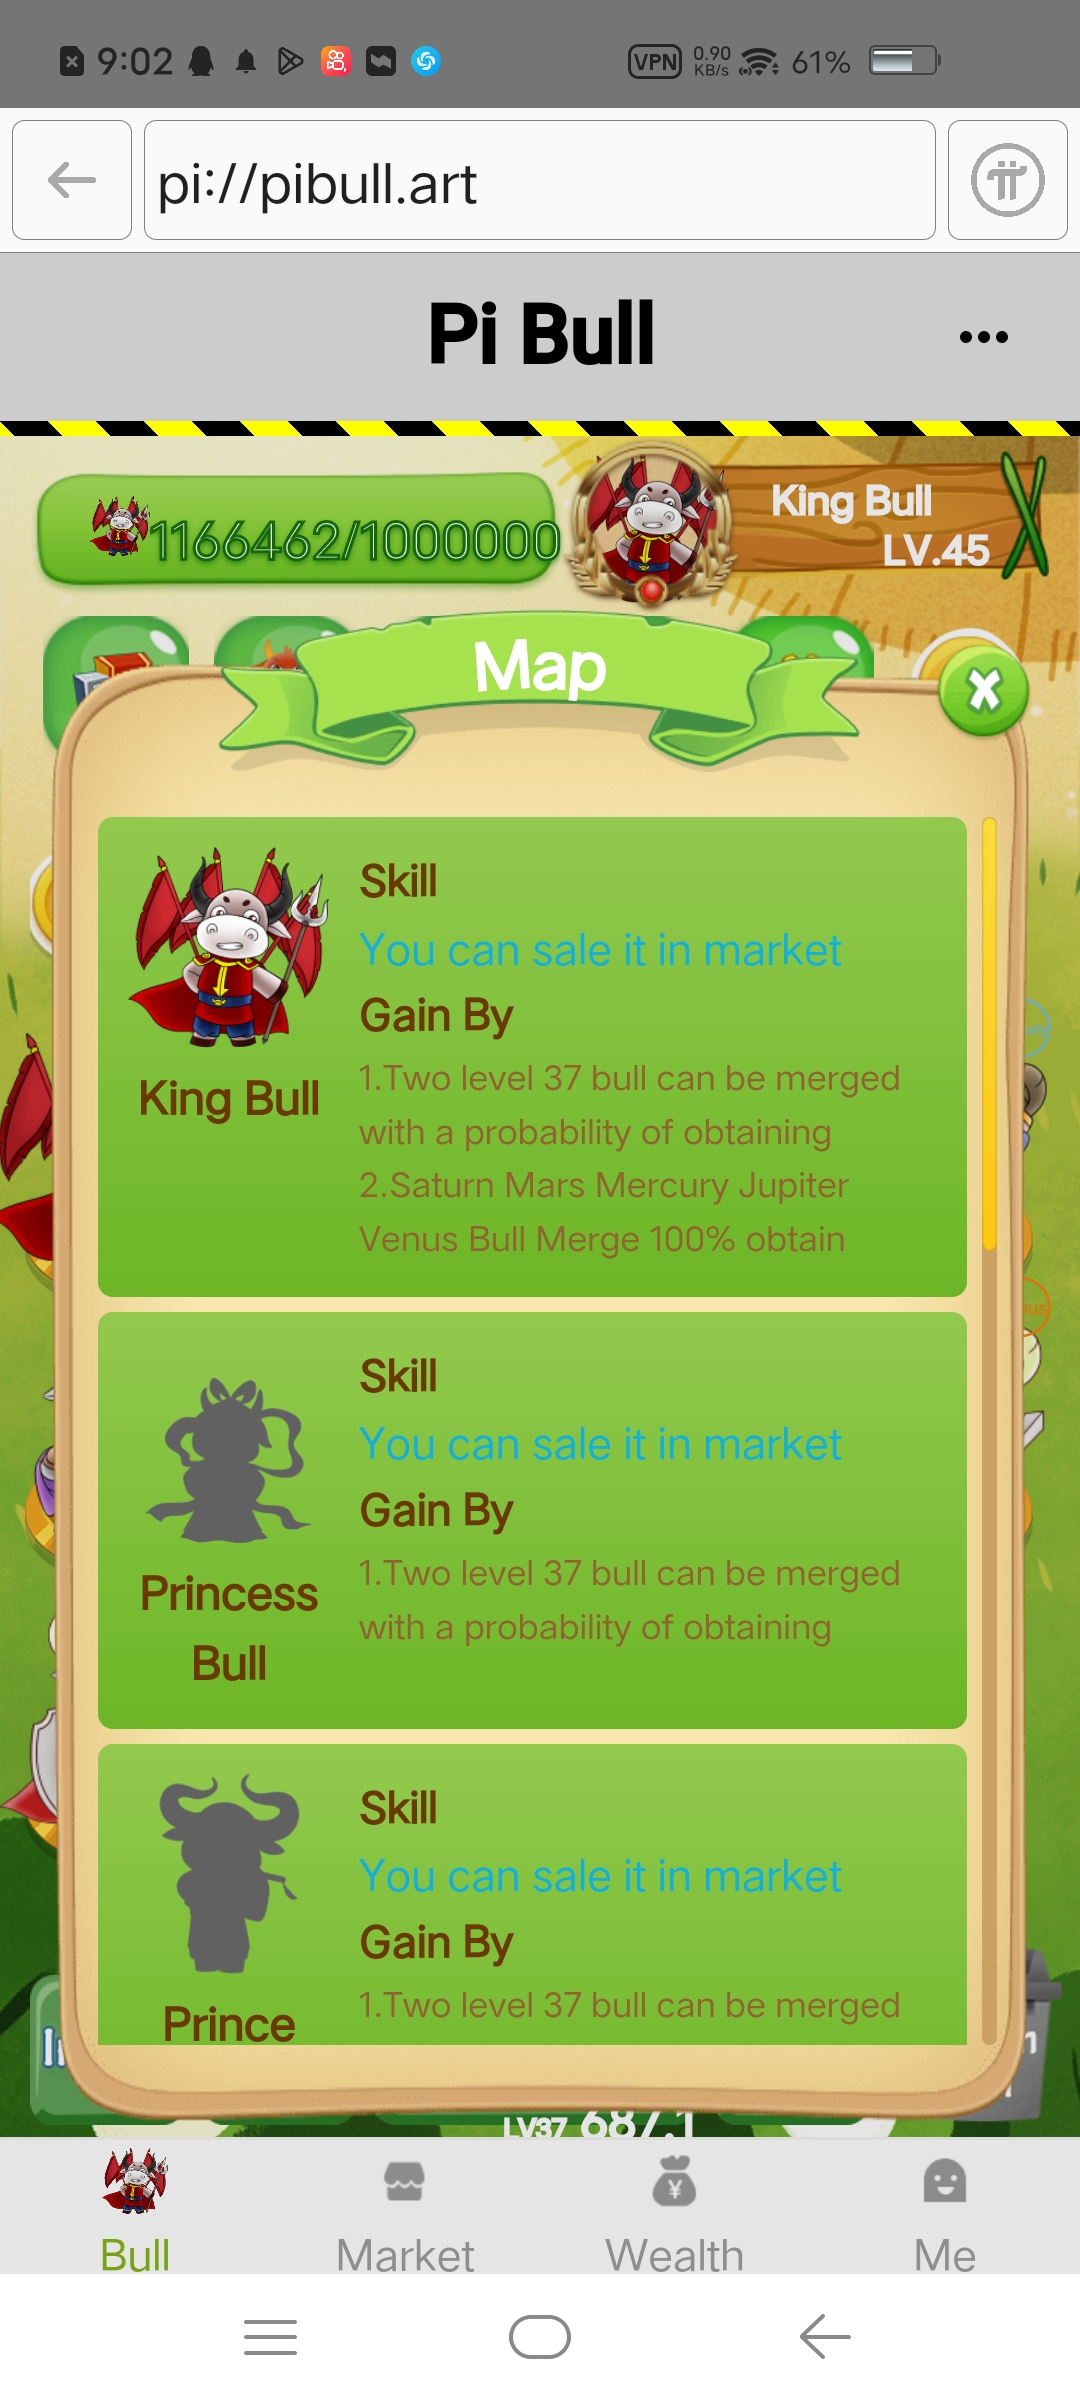 9:02
VPN 0.90 KB/s 61%
pi://pibull.art
Pi Bull
1166462/1000000
King Bull
LV.45
Map
Skill
You can sale it in market
Gain By
1.Two level 37 bull can be merged
with a probability of obtaining
2.Saturn Mars Mercury Jupiter
Venus Bull Merge 100% obtain
King Bull
Skill
You can sale it in market
Gain By
1.Two level 37 bull can be merged
with a probability of obtaining
Princess
Bull
Skill
You can sale it in market
Gain By
1.Two level 37 bull can be merged
Prince
LV37 687.1
Bull
Market
Wealth
Me